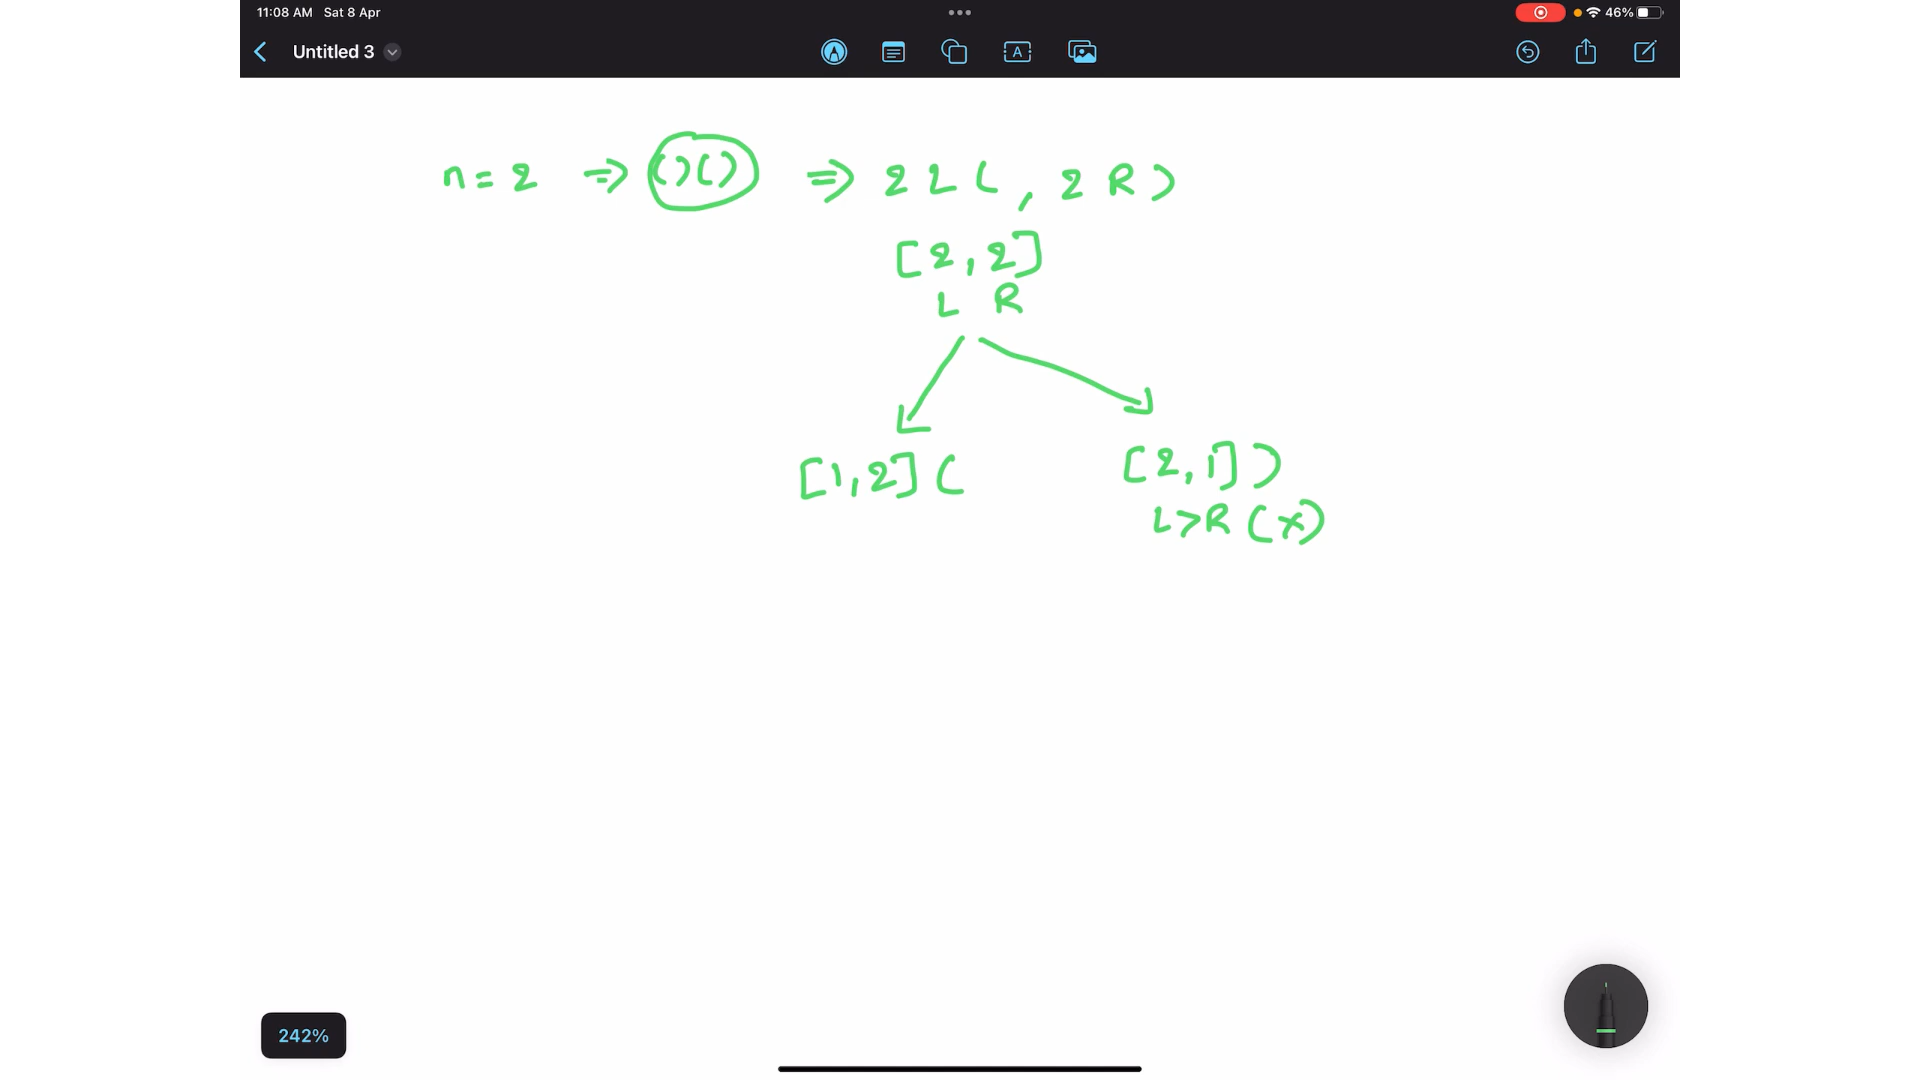 11:08 AM Sat 8 Apr 46%
Untitled 3
n = 2 ⇒ ()() ⇒ 2 L ( , 2 R )
[2,2]
L R
[1,2] ( [2,1] )
L>R (x)
242%